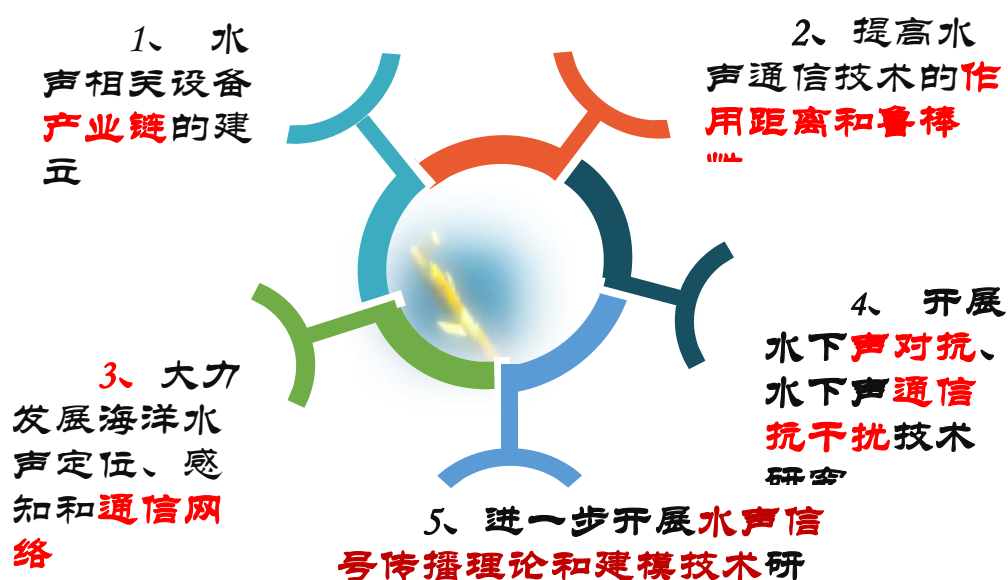 1、 水
声相关设备
产业链的建
立
2、提高水
声通信技术的作
用距离和鲁棒
3、大力
发展海洋水
声定位、感
知和通信网
络
4、 开展
水下声对抗、
水下声通信
抗干扰技术
研究
5、进一步开展水声信
号传播理论和建模技术研